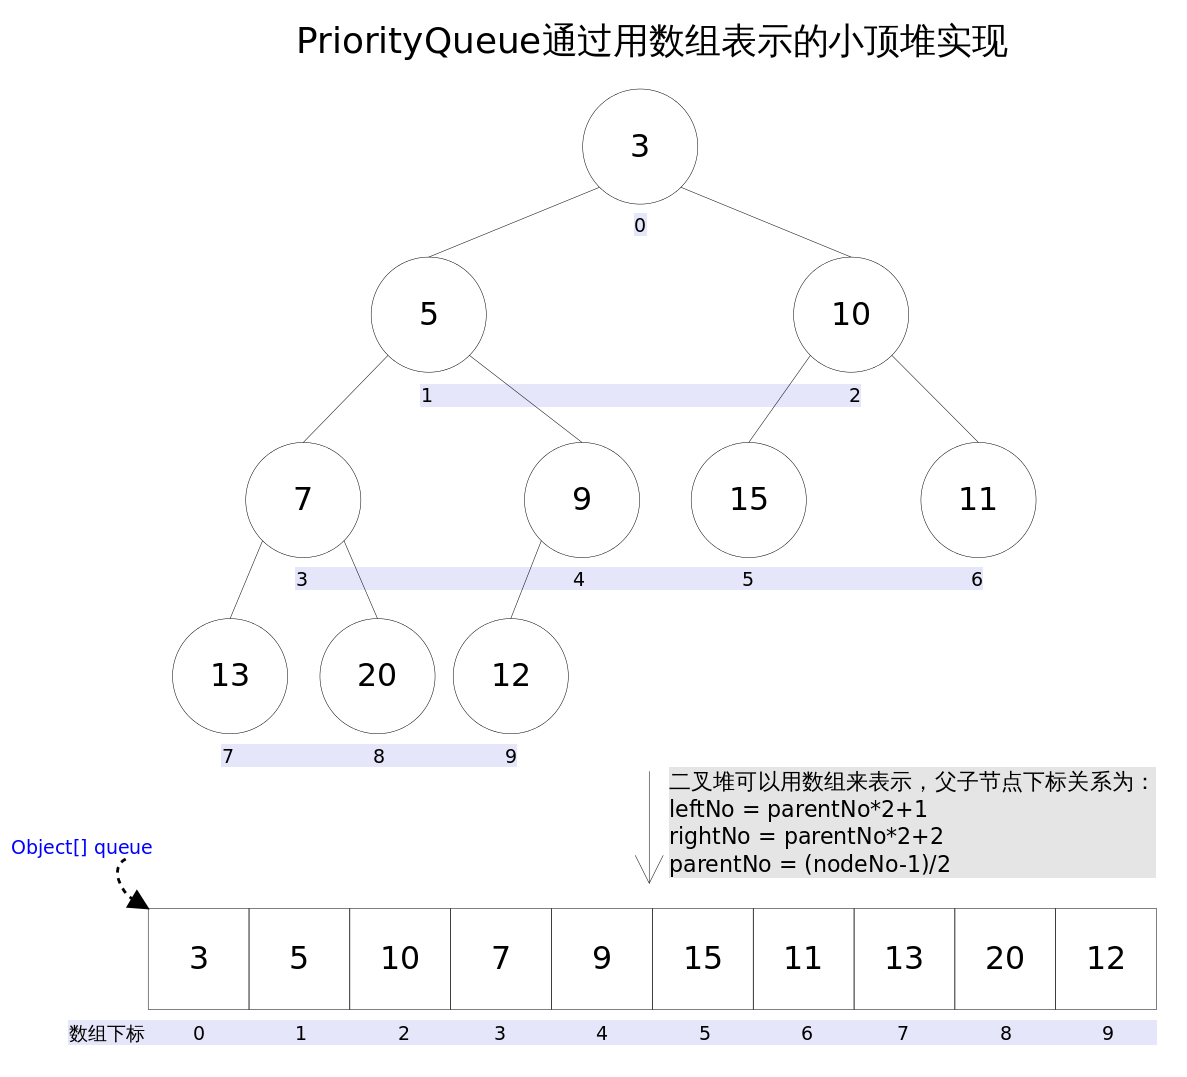 PriorityQueue通过用数组表示的小顶堆实现
3
0
5
10
1
2
7
9
15
11
3
4
5
6
13
20
12
7
8
9
二叉堆可以用数组来表示，父子节点下标关系为：
leftNo = parentNo*2+1
rightNo = parentNo*2+2
parentNo = (nodeNo-1)/2
Object[] queue
3 5 10 7 9 15 11 13 20 12
数组下标 0 1 2 3 4 5 6 7 8 9